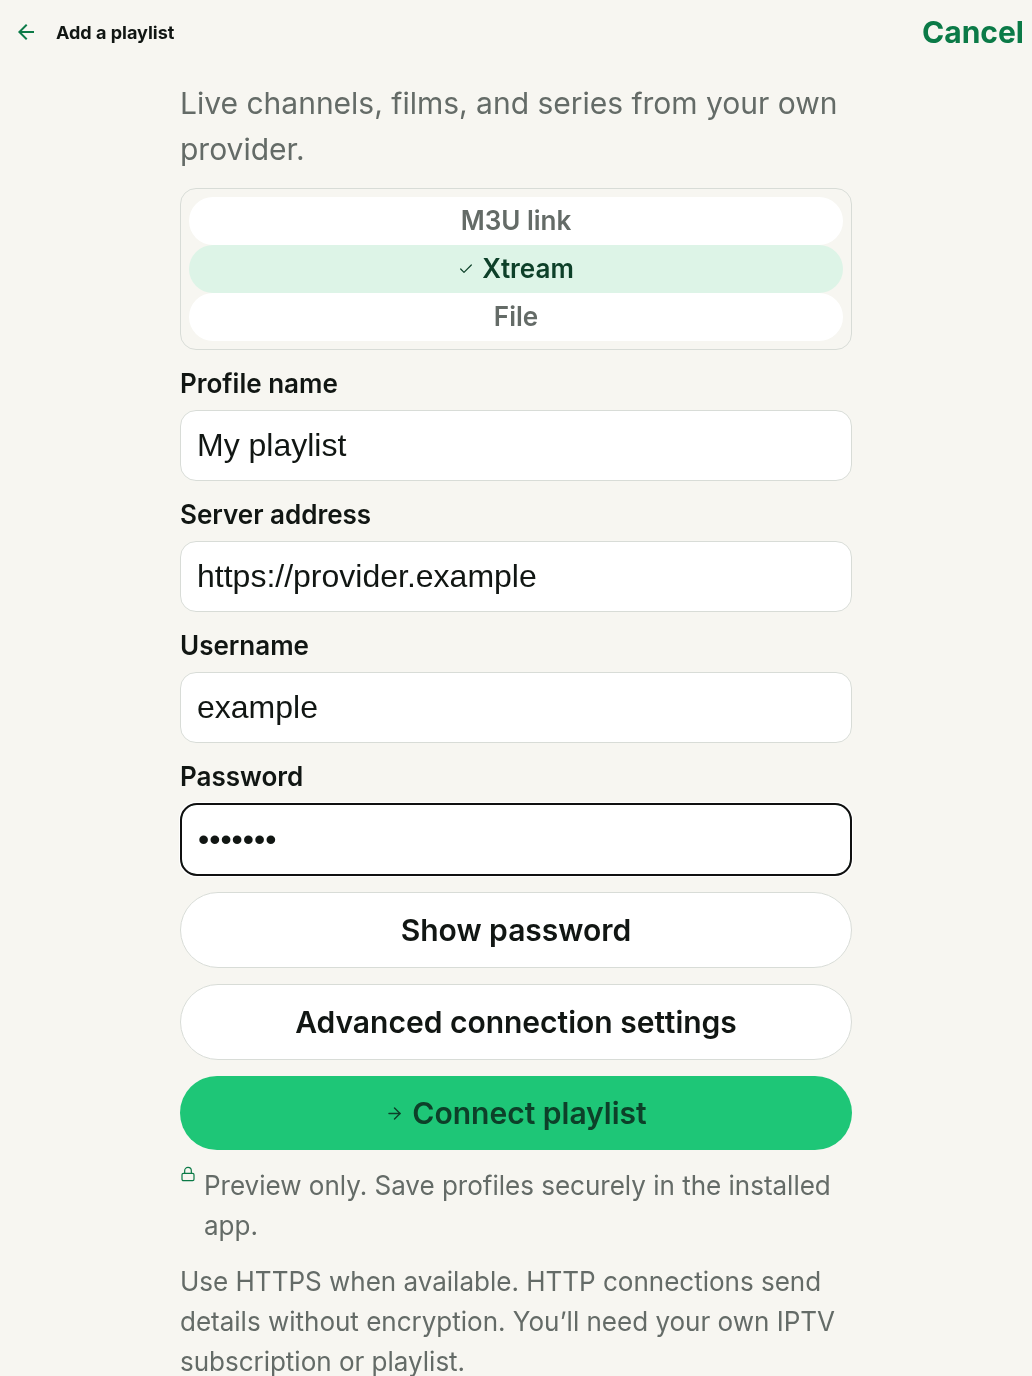 Add a playlist
Cancel
Live channels, films, and series from your own
provider.
M3U link
Xtream
File
Profile name
My playlist
Server address
https://provider.example
Username
example
Password
•••••••
Show password
Advanced connection settings
Connect playlist
Preview only. Save profiles securely in the installed
app.
Use HTTPS when available. HTTP connections send
details without encryption. You’ll need your own IPTV
subscription or playlist.